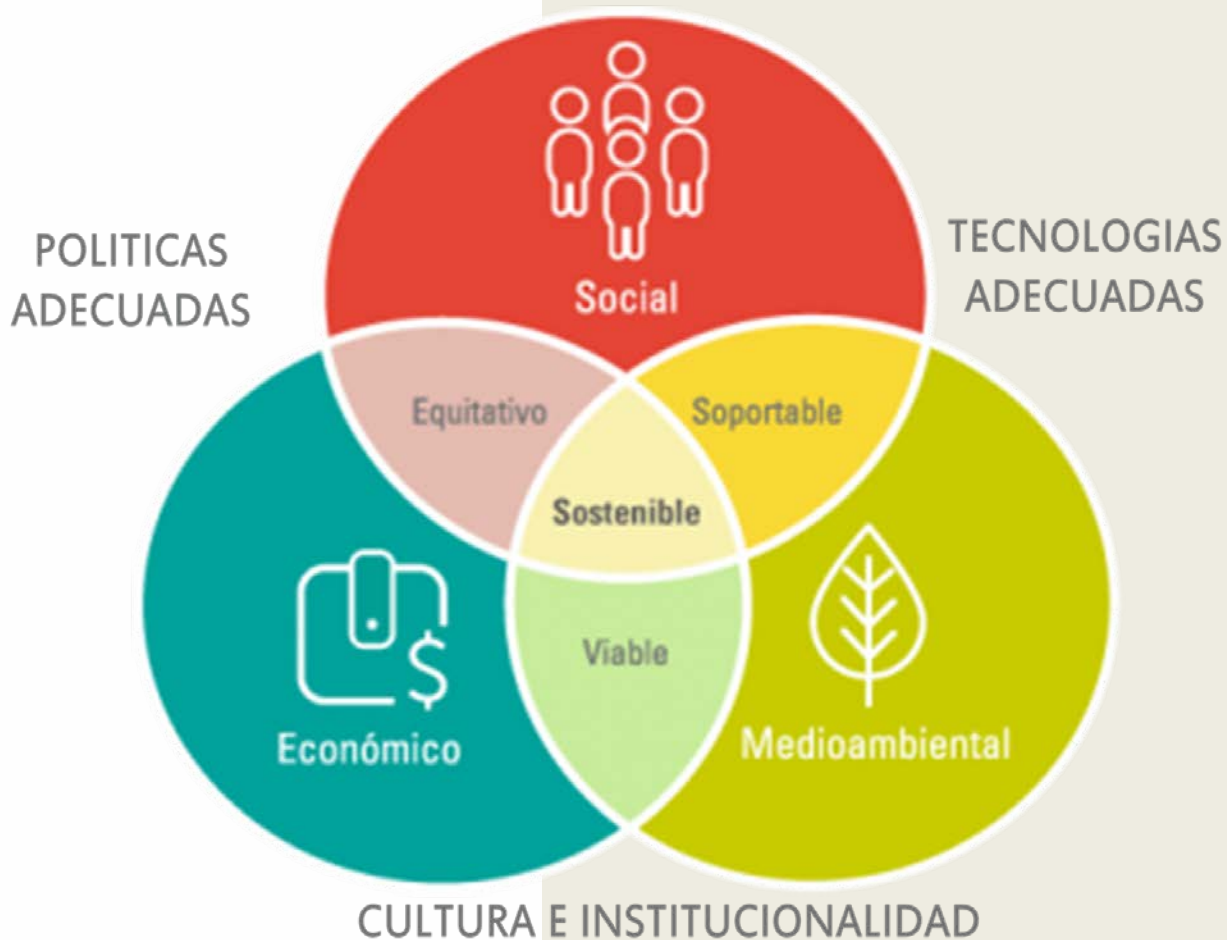 Social
POLITICAS
ADECUADAS
TECNOLOGIAS
ADECUADAS
Equitativo
Soportable
Sostenible
Viable
Económico
Medioambiental
$
CULTURA E INSTITUCIONALIDAD